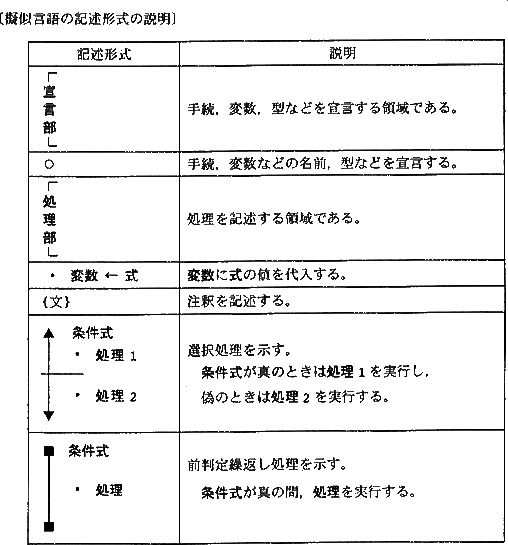 〔擬似言語の記述形式の説明〕
記述形式 説明
宣言部 手続，変数，型などを宣言する領域である。
○ 手続，変数などの名前，型などを宣言する。
処理部 処理を記述する領域である。
・ 変数 ← 式 変数に式の値を代入する。
{文} 注釈を記述する。
条件式
・ 処理 1
・ 処理 2
選択処理を示す。
条件式が真のときは処理 1 を実行し，
偽のときは処理 2 を実行する。
条件式
・ 処理
前判定繰返し処理を示す。
条件式が真の間，処理を実行する。